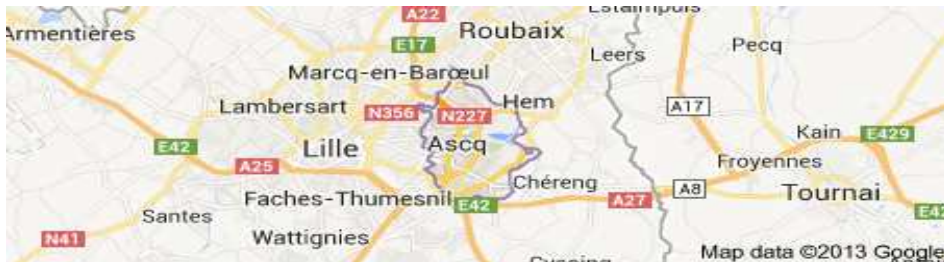 A22
Estaimpuis
Armentières
Roubaix
E17
Pecq
Leers
Marcq-en-Barœul
Lambersart
N356
N227
Hem
A17
Kain
E429
E42
Lille
Ascq
A25
Froyennes
Chéreng
A8
Tournai
Faches-Thumesnil
E42
A27
Santes
Wattignies
N41
Map data ©2013 Google